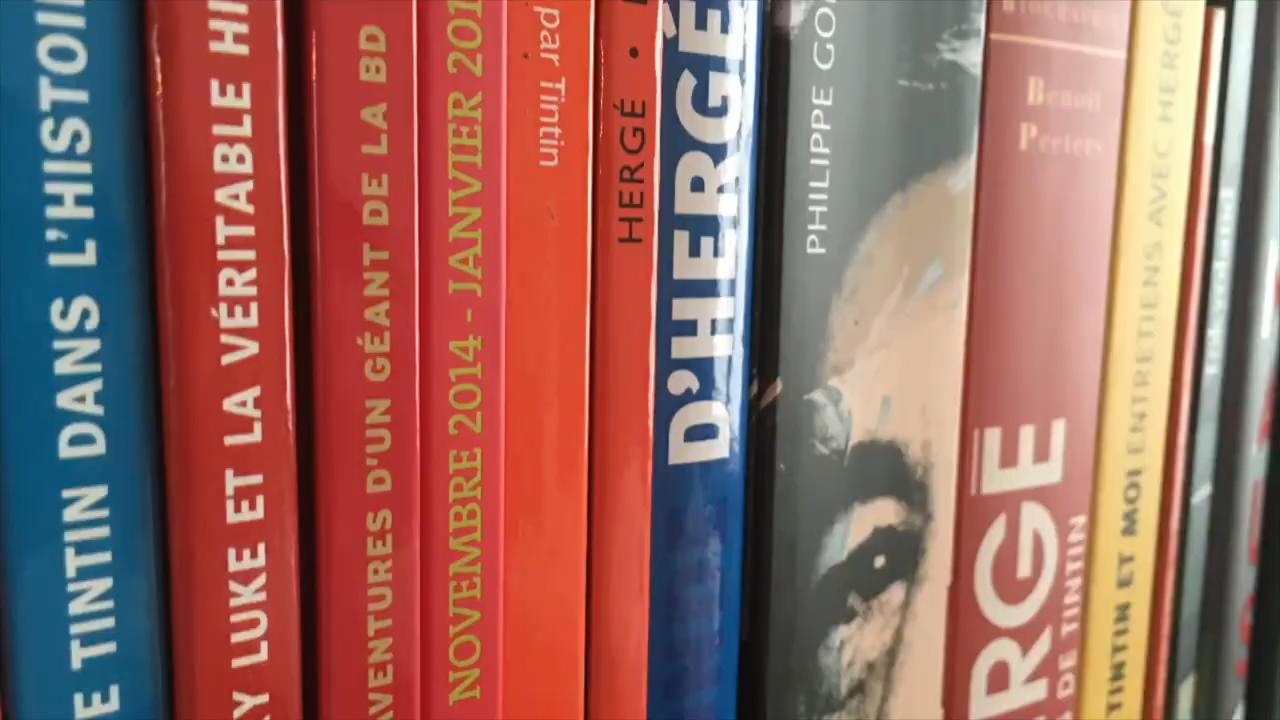 E TINTIN DANS L'HISTOI
Y LUKE ET LA VÉRITABLE HI
AVENTURES D'UN GÉANT DE LA BD
NOVEMBRE 2014 - JANVIER 201
par Tintin
HERGÉ •
D'HERGÉ
PHILIPPE GO
Benoît
Peeters
RGÉ
DE TINTIN
TINTIN ET MOI ENTRETIENS AVEC HERGÉ